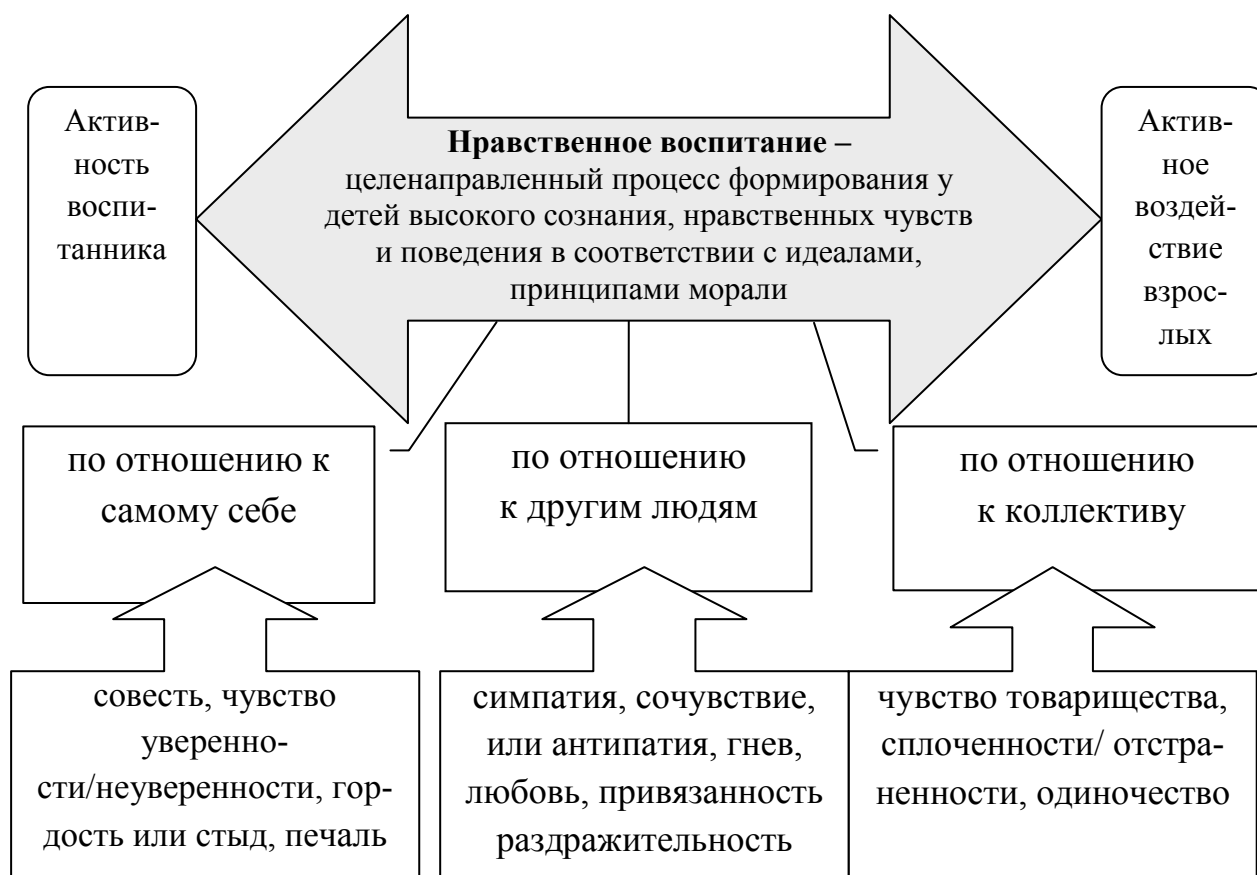 Актив-
ность
воспи-
танника
Нравственное воспитание –
целенаправленный процесс формирования у
детей высокого сознания, нравственных чувств
и поведения в соответствии с идеалами,
принципами морали
Актив-
ное
воздей-
ствие
взрос-
лых
по отношению к
самому себе
по отношению
к другим людям
по отношению
к коллективу
совесть, чувство
уверенно-
сти/неуверенности, гор-
дость или стыд, печаль
симпатия, сочувствие,
или антипатия, гнев,
любовь, привязанность
раздражительность
чувство товарищества,
сплоченности/ отстра-
ненности, одиночество